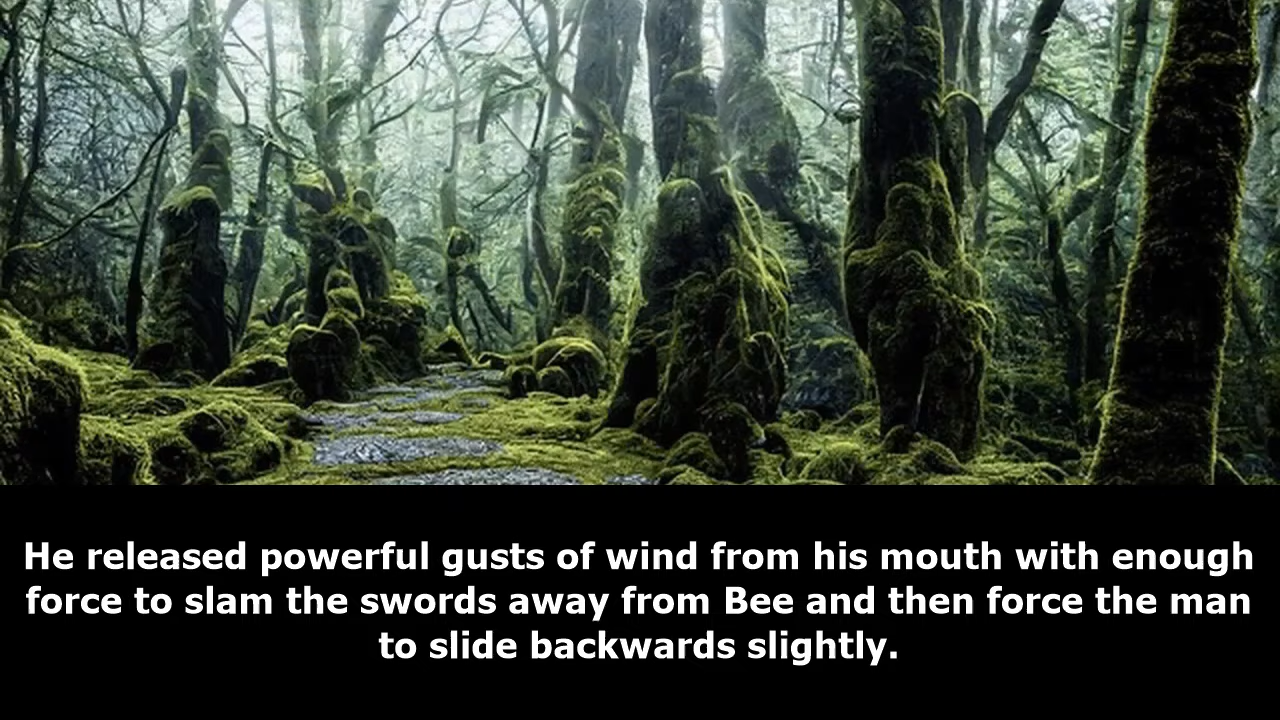 He released powerful gusts of wind from his mouth with enough
force to slam the swords away from Bee and then force the man
to slide backwards slightly.